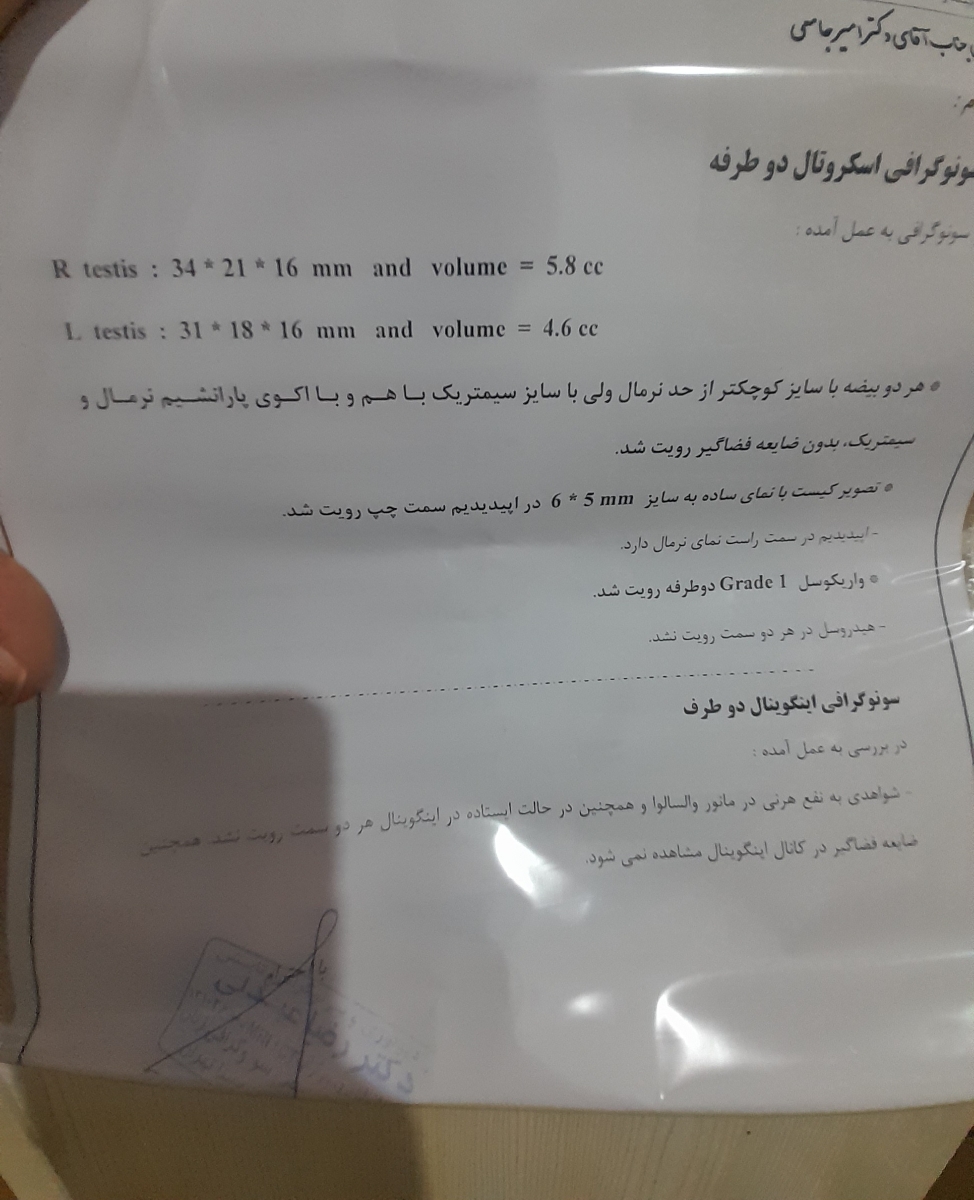 جناب آقای دکتر امیر جامعی
سونوگرافی اسکروتال دو طرفه
سونوگرافی به عمل آمده :
R testis : 34 * 21 * 16 mm and volume = 5.8 cc
L testis : 31 * 18 * 16 mm and volume = 4.6 cc
هر دو بیضه با سایز کوچکتر از حد نرمال ولی با سایز سیمتریک با هم و با اکوی پارانشیم نرمال و
سیمتریک، بدون ضایعه فضاگیر رویت شد.
تصویر کیست با نمای ساده به سایز 6 * 5 mm در اپیدیدیم سمت چپ رویت شد.
- اپیدیدیم در سمت راست نمای نرمال دارد.
واریکوسل Grade 1 دوطرفه رویت شد.
- هیدروسل در هر دو سمت رویت نشد.
سونوگرافی اینگوینال دو طرف
در بررسی به عمل آمده :
- شواهدی به نفع هرنی در مانور والسالوا و همچنین در حالت ایستاده در اینگوینال هر دو سمت رویت نشد. همچنین
ضایعه فضاگیر در کانال اینگوینال مشاهده نمی شود.
با احترام
دکتر رضا